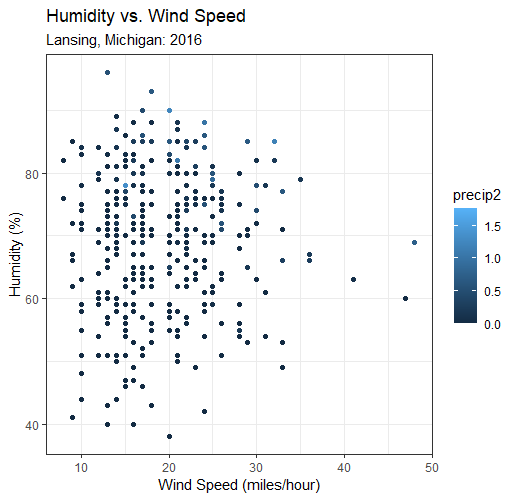 Humidity vs. Wind Speed
Lansing, Michigan: 2016
Humidity (%)
80
60
40
10
20
30
40
50
Wind Speed (miles/hour)
precip2
1.5
1.0
0.5
0.0